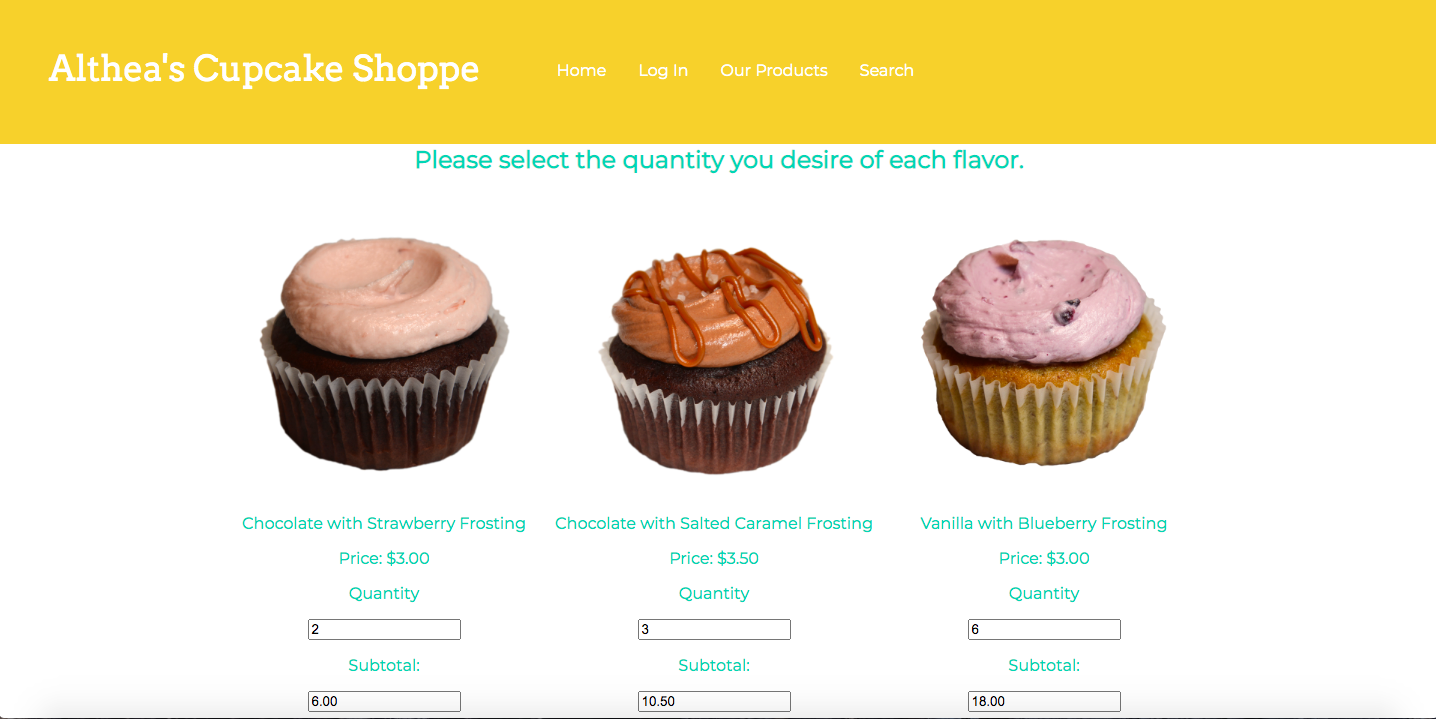 Althea's Cupcake Shoppe
Home Log In Our Products Search
Please select the quantity you desire of each flavor.
Chocolate with Strawberry Frosting Chocolate with Salted Caramel Frosting Vanilla with Blueberry Frosting
Price: $3.00 Price: $3.50 Price: $3.00
Quantity Quantity Quantity
2 3 6
Subtotal: Subtotal: Subtotal:
6.00 10.50 18.00